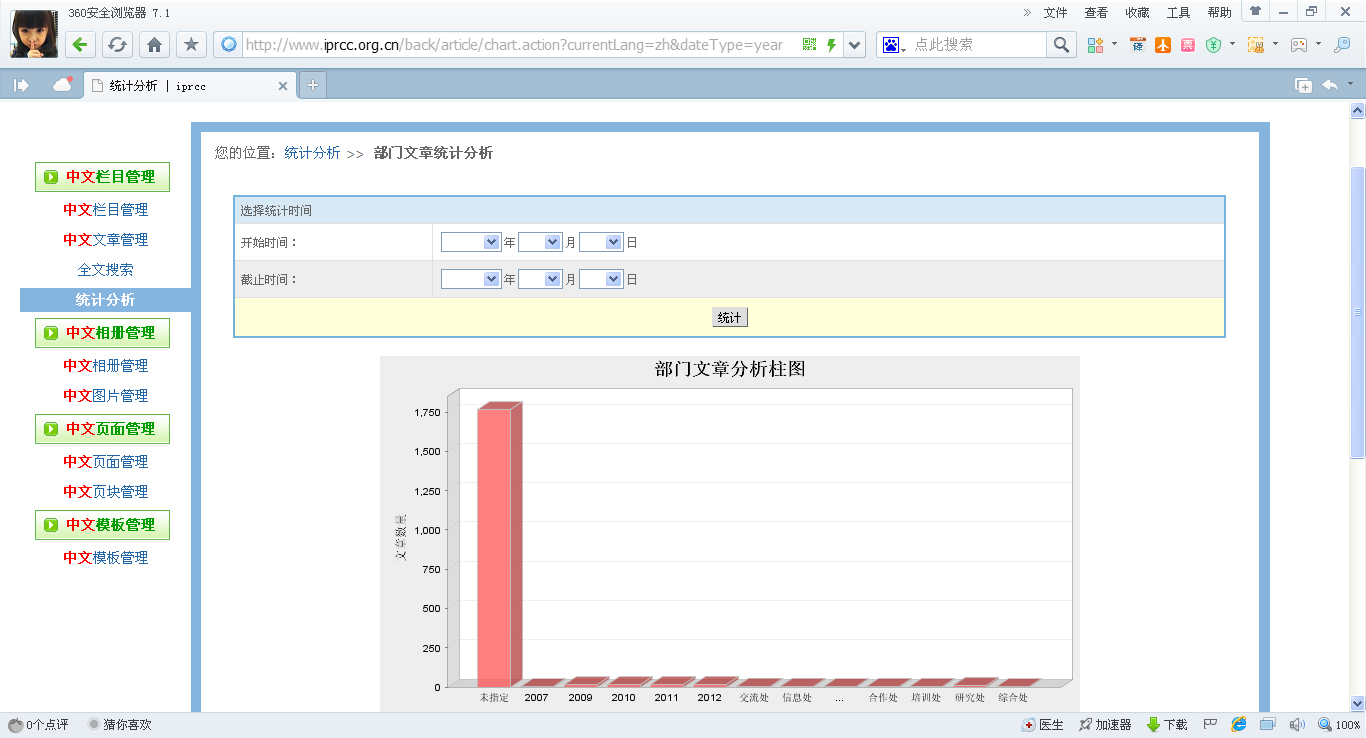 360安全浏览器 7.1
» 文件 查看 收藏 工具 帮助
http://www.iprcc.org.cn/back/article/chart.action?currentLang=zh&dateType=year
点此搜索
译
票
统计分析 | iprcc
您的位置：统计分析 >> 部门文章统计分析
中文栏目管理
中文栏目管理
中文文章管理
全文搜索
统计分析
中文相册管理
中文相册管理
中文图片管理
中文页面管理
中文页面管理
中文页块管理
中文模板管理
中文模板管理
选择统计时间
开始时间： 年 月 日
截止时间： 年 月 日
统计
部门文章分析柱图
文章数量
1,750
1,500
1,250
1,000
750
500
250
0
未指定 2007 2009 2010 2011 2012 交流处 信息处 ... 合作处 培训处 研究处 综合处
0个点评 猜你喜欢 医生 加速器 下载 100%